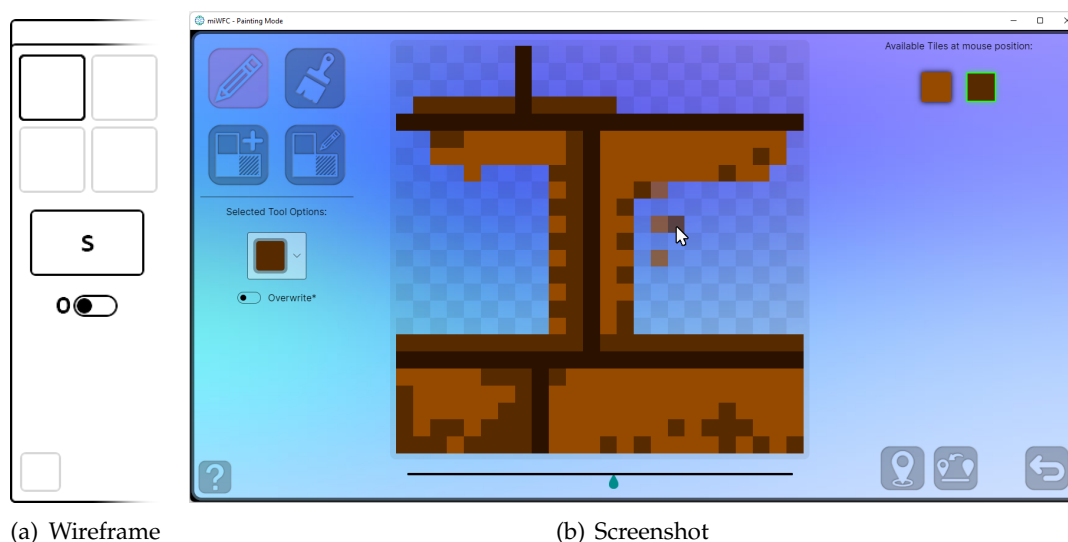 miWFC - Painting Mode
Available Tiles at mouse position:
Selected Tool Options:
S
O
Overwrite*
?
(a) Wireframe
(b) Screenshot